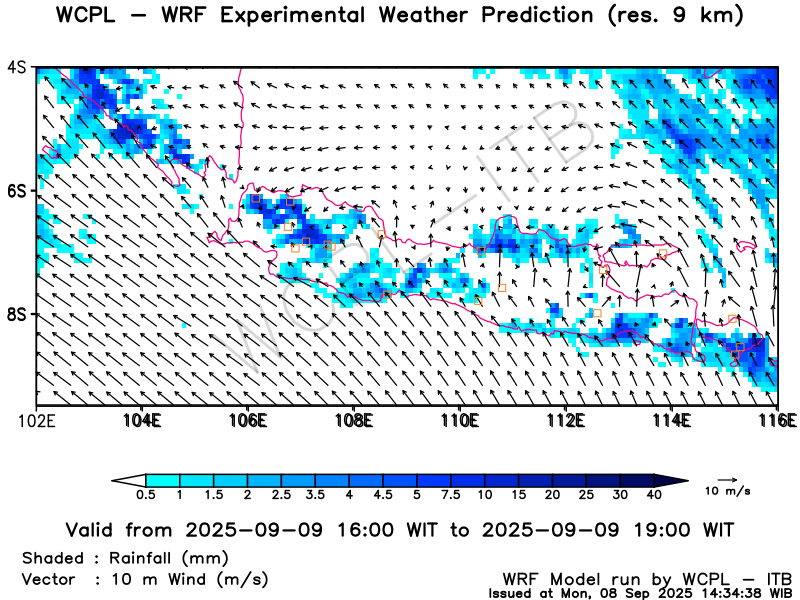 WCPL – WRF Experimental Weather Prediction (res. 9 km)
4S
6S
8S
102E 104E 106E 108E 110E 112E 114E 116E
WCPL–ITB
0.5 1 1.5 2 2.5 3.5 4 4.5 5 7.5 10 15 20 25 30 40
10 m/s
Valid from 2025–09–09 16:00 WIT to 2025–09–09 19:00 WIT
Shaded : Rainfall (mm)
Vector : 10 m Wind (m/s)
WRF Model run by WCPL – ITB
Issued at Mon, 08 Sep 2025 14:34:38 WIB